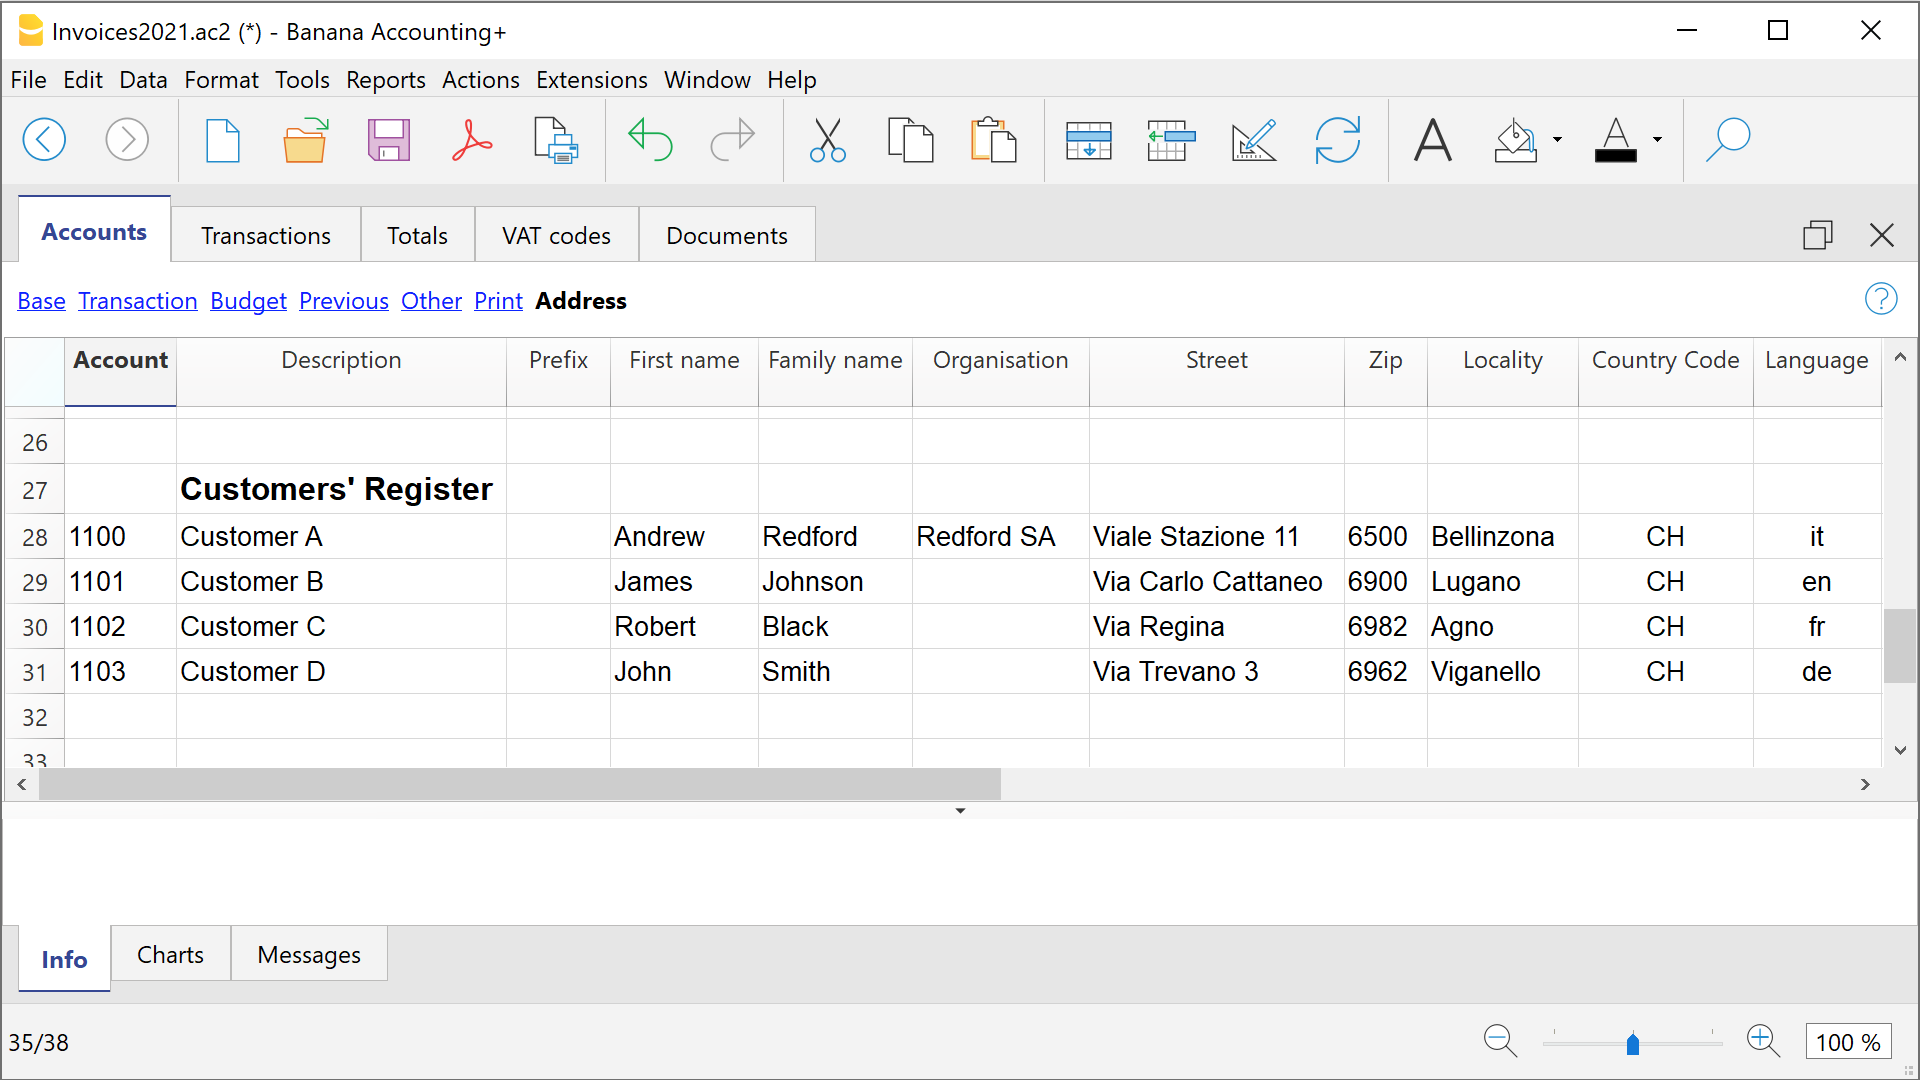 Invoices2021.ac2 (*) - Banana Accounting+
File Edit Data Format Tools Reports Actions Extensions Window Help
Accounts Transactions Totals VAT codes Documents
Base Transaction Budget Previous Other Print Address
Account Description Prefix First name Family name Organisation Street Zip Locality Country Code Language
26
27 Customers' Register
28 1100 Customer A Andrew Redford Redford SA Viale Stazione 11 6500 Bellinzona CH it
29 1101 Customer B James Johnson Via Carlo Cattaneo 6900 Lugano CH en
30 1102 Customer C Robert Black Via Regina 6982 Agno CH fr
31 1103 Customer D John Smith Via Trevano 3 6962 Viganello CH de
32
33
Info Charts Messages
35/38 100 %